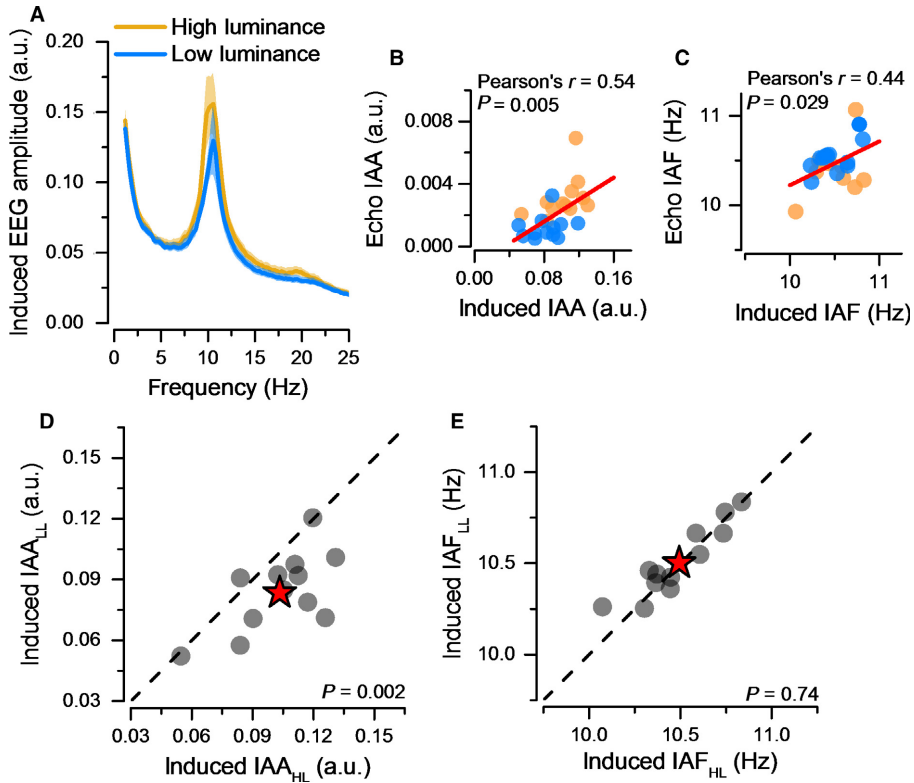 A
High luminance
Low luminance
Induced EEG amplitude (a.u.)
0.20
0.15
0.10
0.05
0.00
0 5 10 15 20 25
Frequency (Hz)
B
Pearson's r = 0.54
P = 0.005
Echo IAA (a.u.)
0.008
0.004
0.000
0.00 0.08 0.16
Induced IAA (a.u.)
C
Pearson's r = 0.44
P = 0.029
Echo IAF (Hz)
11
10
10 11
Induced IAF (Hz)
D
Induced IAA_LL (a.u.)
0.15
0.12
0.09
0.06
0.03
P = 0.002
0.03 0.06 0.09 0.12 0.15
Induced IAA_HL (a.u.)
E
Induced IAF_LL (Hz)
11.0
10.5
10.0
P = 0.74
10.0 10.5 11.0
Induced IAF_HL (Hz)